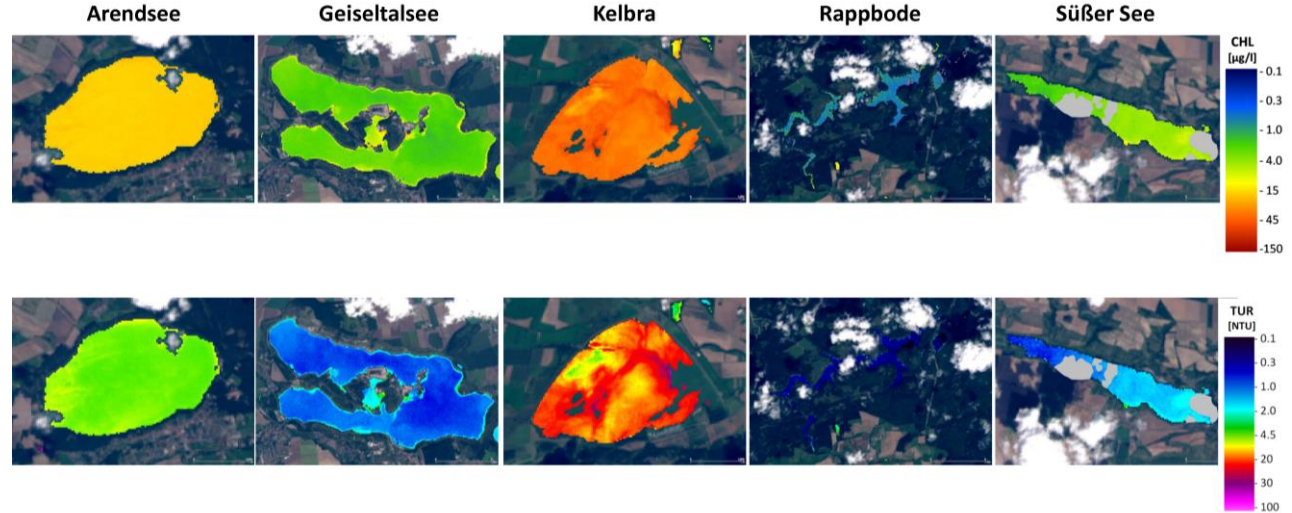 Arendsee
Geiseltalsee
Kelbra
Rappbode
Süßer See
CHL
[µg/l]
- 0.1
- 0.3
- 1.0
- 4.0
- 15
- 45
-150
TUR
[NTU]
- 0.1
- 0.3
- 1.0
- 2.0
- 4.5
- 20
- 30
- 100